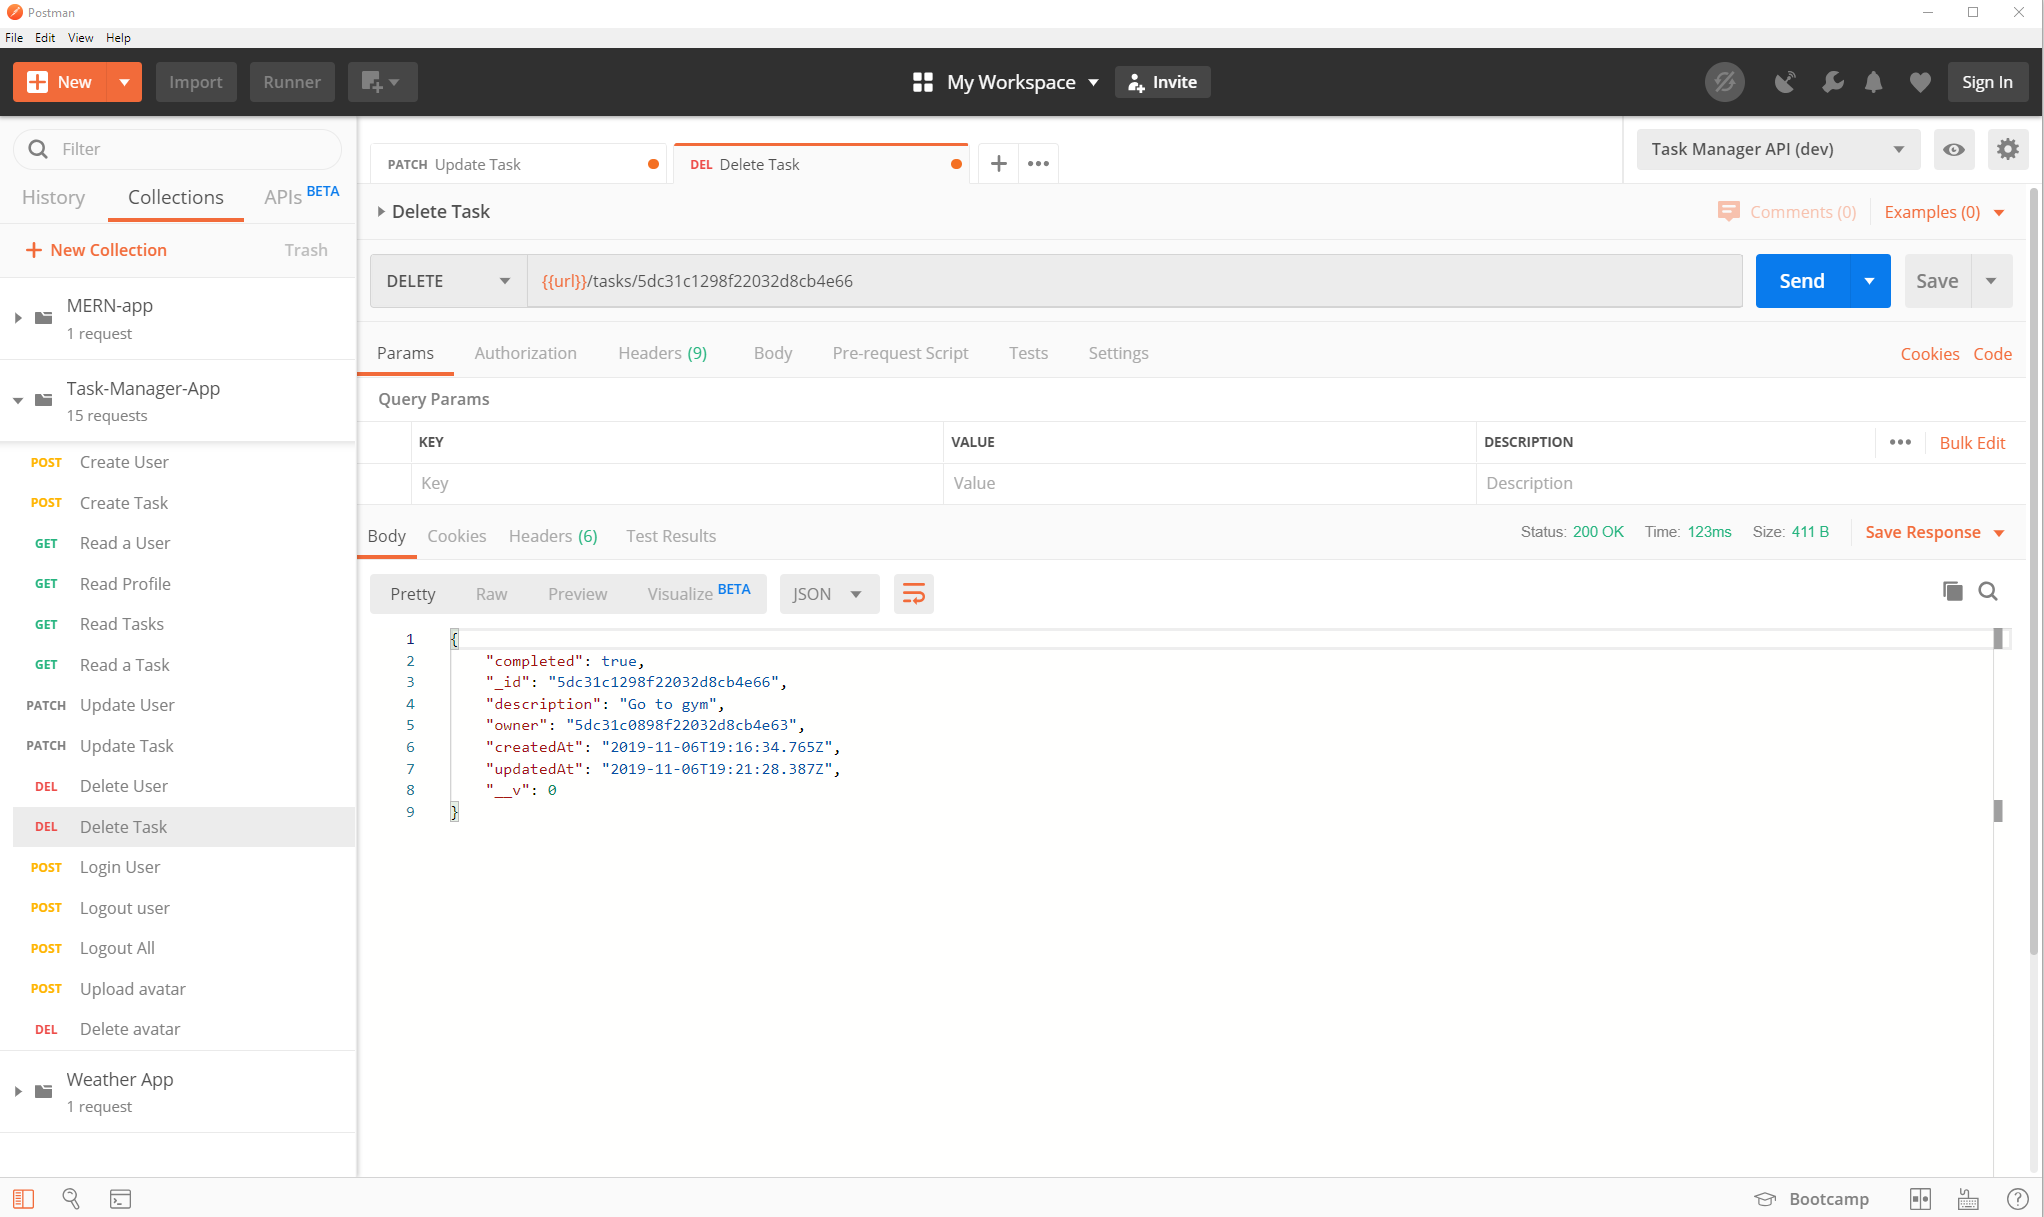 Postman
File Edit View Help
New Import Runner My Workspace Invite Sign In
Filter
History Collections APIs BETA
New Collection Trash
MERN-app
1 request
Task-Manager-App
15 requests
POST Create User
POST Create Task
GET Read a User
GET Read Profile
GET Read Tasks
GET Read a Task
PATCH Update User
PATCH Update Task
DEL Delete User
DEL Delete Task
POST Login User
POST Logout user
POST Logout All
POST Upload avatar
DEL Delete avatar
Weather App
1 request
PATCH Update Task DEL Delete Task
Task Manager API (dev)
Delete Task Comments (0) Examples (0)
DELETE {{url}}/tasks/5dc31c1298f22032d8cb4e66 Send Save
Params Authorization Headers (9) Body Pre-request Script Tests Settings Cookies Code
Query Params
KEY VALUE DESCRIPTION Bulk Edit
Key Value Description
Body Cookies Headers (6) Test Results Status: 200 OK Time: 123ms Size: 411 B Save Response
Pretty Raw Preview Visualize BETA JSON
1 {
2 "completed": true,
3 "_id": "5dc31c1298f22032d8cb4e66",
4 "description": "Go to gym",
5 "owner": "5dc31c0898f22032d8cb4e63",
6 "createdAt": "2019-11-06T19:16:34.765Z",
7 "updatedAt": "2019-11-06T19:21:28.387Z",
8 "__v": 0
9 }
Bootcamp